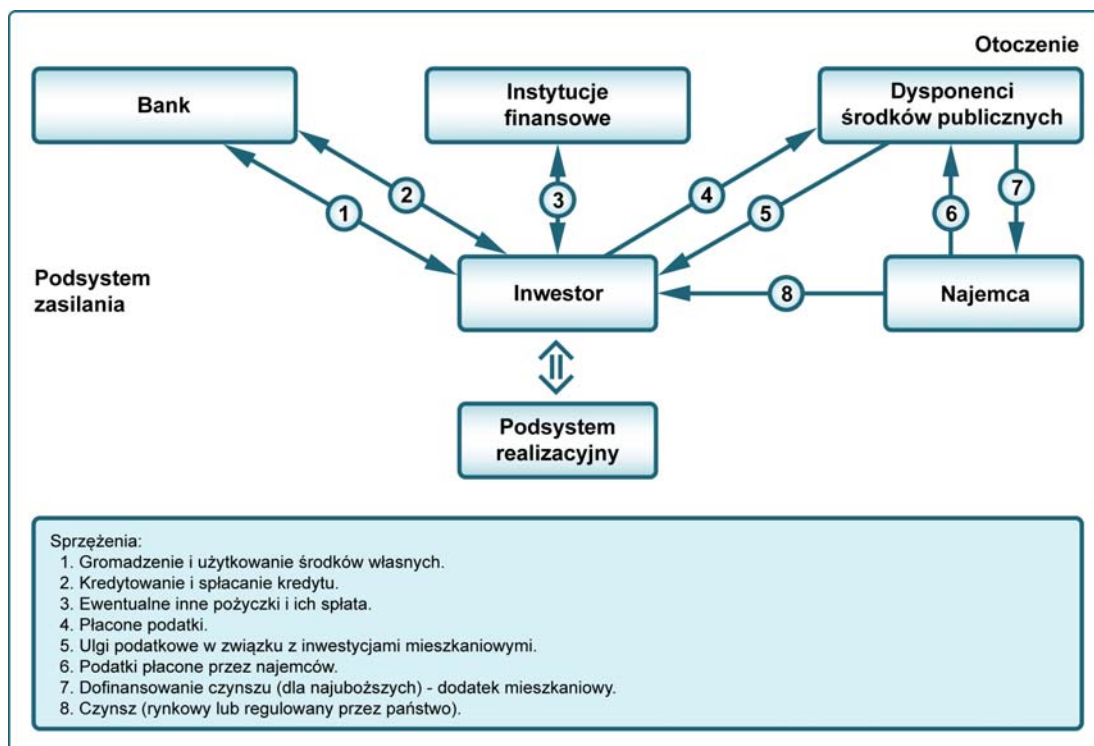 Otoczenie
Bank
Instytucje
finansowe
Dysponenci
środków publicznych
1
2
3
4
5
6
7
Podsystem
zasilania
Inwestor
8
Najemca
Podsystem
realizacyjny
Sprzężenia:
1. Gromadzenie i użytkowanie środków własnych.
2. Kredytowanie i spłacanie kredytu.
3. Ewentualne inne pożyczki i ich spłata.
4. Płacone podatki.
5. Ulgi podatkowe w związku z inwestycjami mieszkaniowymi.
6. Podatki płacone przez najemców.
7. Dofinansowanie czynszu (dla najuboższych) - dodatek mieszkaniowy.
8. Czynsz (rynkowy lub regulowany przez państwo).